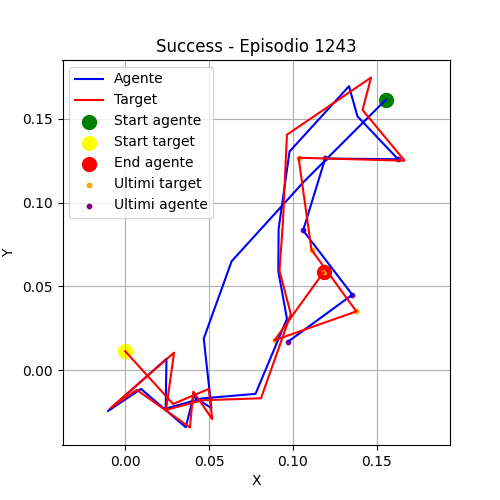 Success - Episodio 1243
Agente
Target
Start agente
Start target
End agente
Ultimi target
Ultimi agente
0.15
0.10
0.05
0.00
Y
0.00 0.05 0.10 0.15
X